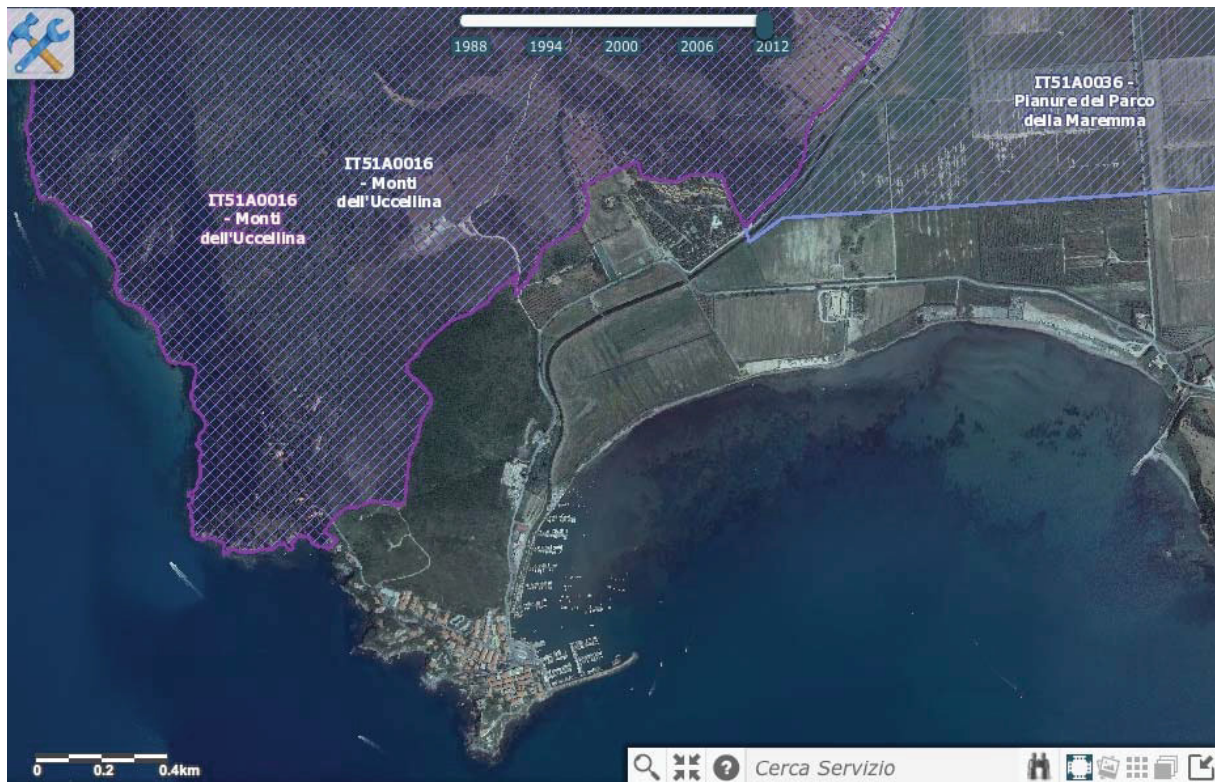 1988 1994 2000 2006 2012
IT51A0036 -
Pianure del Parco
della Maremma
IT51A0016
- Monti
dell'Uccellina
IT51A0016
- Monti
dell'Uccellina
0 0.2 0.4km
Cerca Servizio